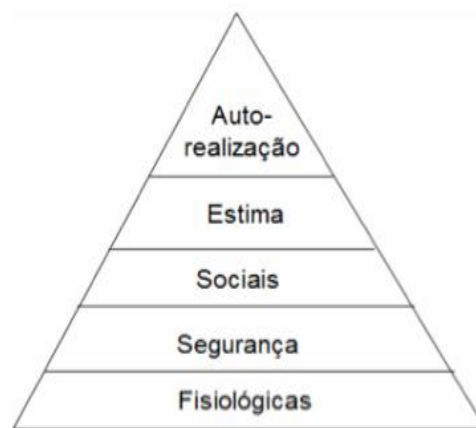 Auto-
realização
Estima
Sociais
Segurança
Fisiológicas